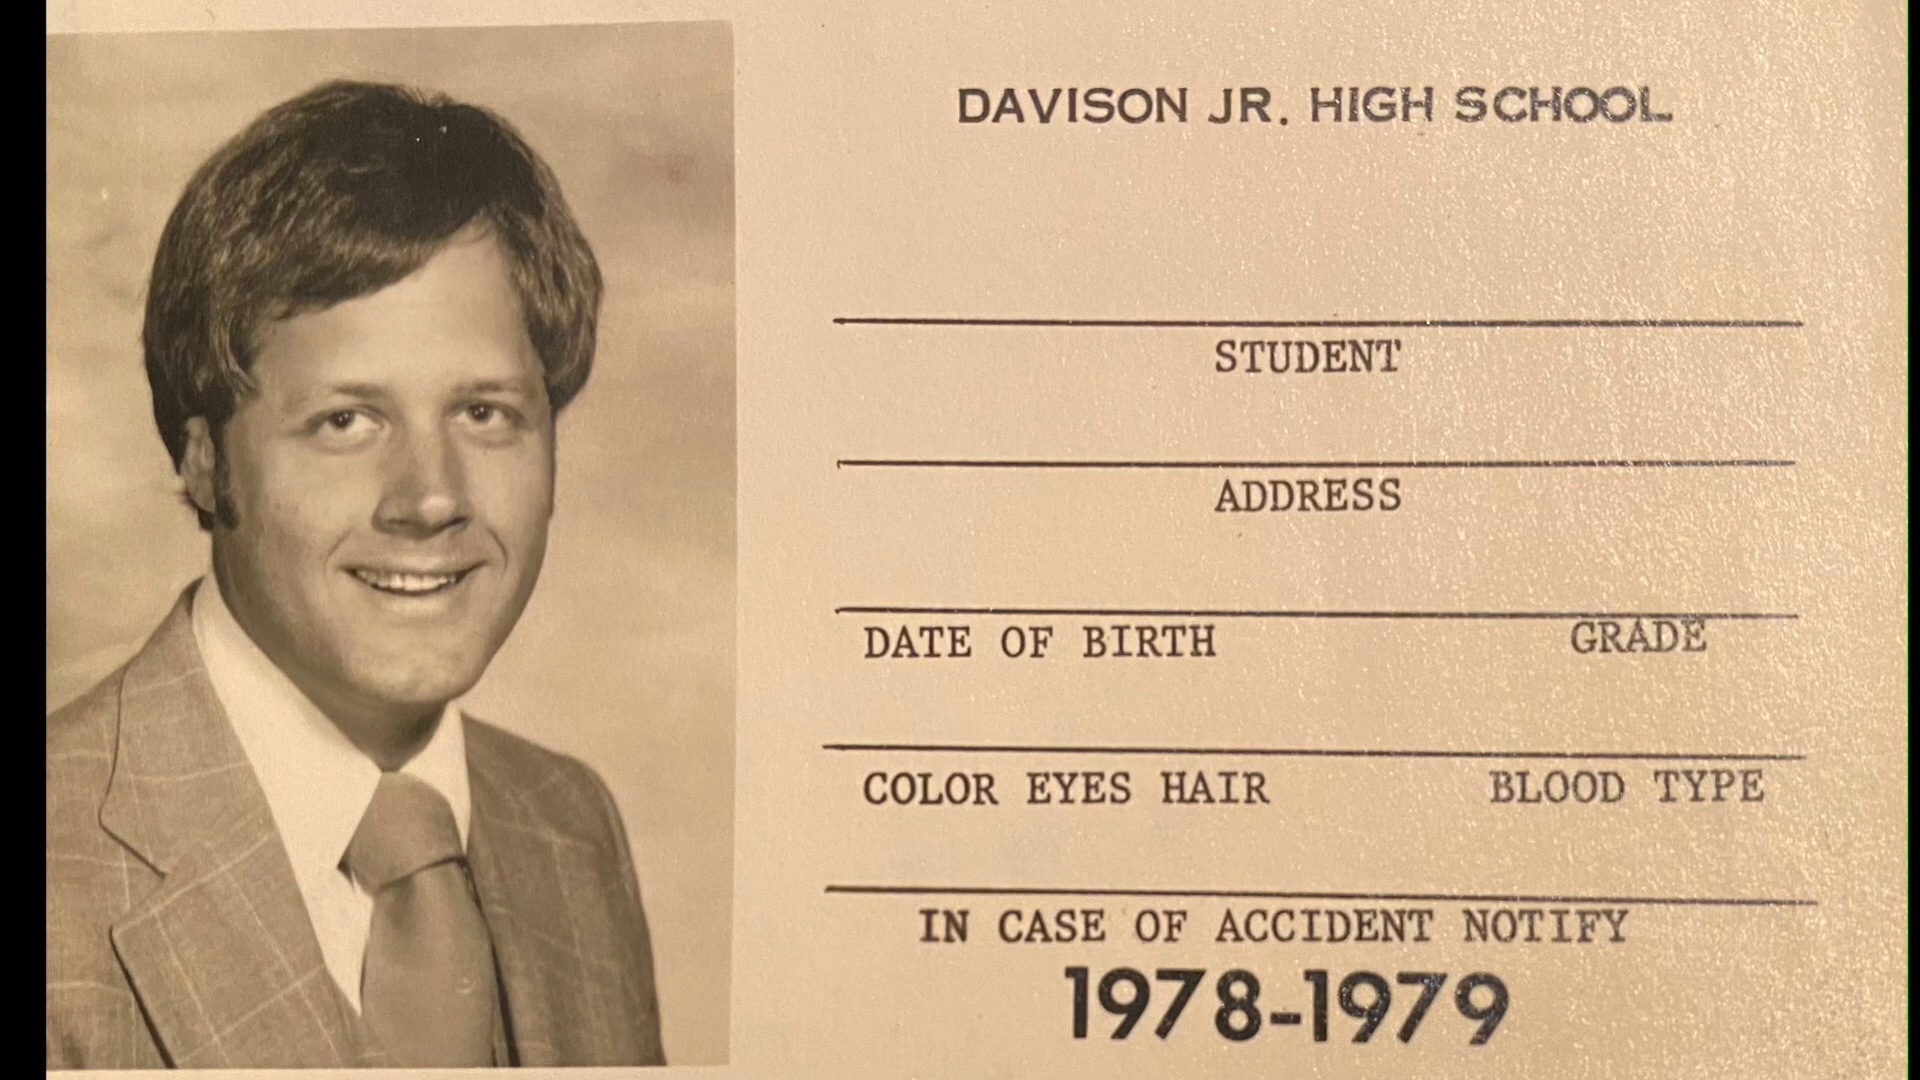 DAVISON JR. HIGH SCHOOL
STUDENT
ADDRESS
DATE OF BIRTH GRADE
COLOR EYES HAIR BLOOD TYPE
IN CASE OF ACCIDENT NOTIFY
1978-1979